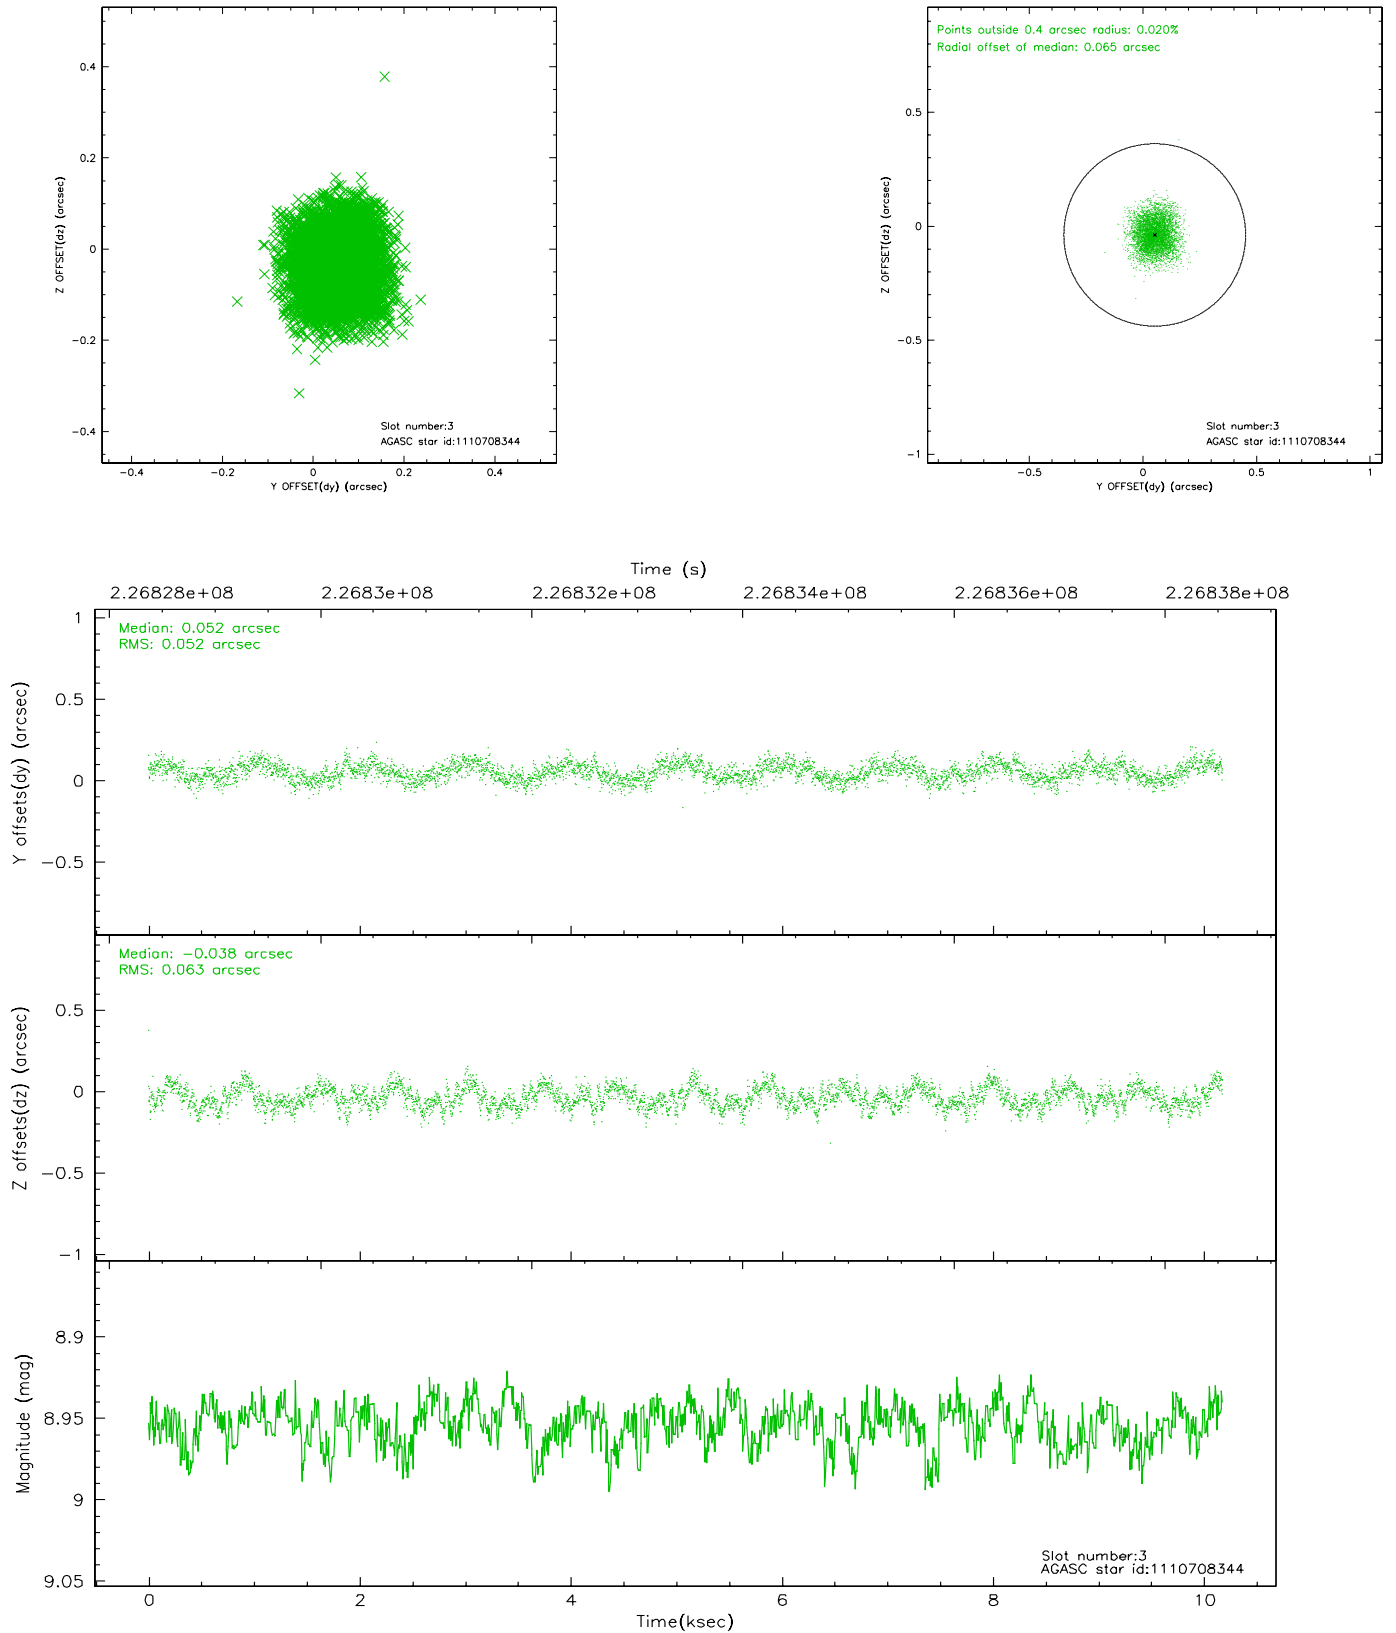 0.4
0.2
0
-0.2
-0.4
Z OFFSET(dz) (arcsec)
Slot number:3
AGASC star id:1110708344
-0.4 -0.2 0 0.2 0.4
Y OFFSET(dy) (arcsec)
Points outside 0.4 arcsec radius: 0.020%
Radial offset of median: 0.065 arcsec
0.5
0
-0.5
-1
Z OFFSET(dz) (arcsec)
Slot number:3
AGASC star id:1110708344
-0.5 0 0.5 1
Y OFFSET(dy) (arcsec)
Time (s)
2.26828e+08 2.2683e+08 2.26832e+08 2.26834e+08 2.26836e+08 2.26838e+08
Median: 0.052 arcsec
RMS: 0.052 arcsec
1
0.5
0
-0.5
Y offsets(dy) (arcsec)
Median: -0.038 arcsec
RMS: 0.063 arcsec
0.5
0
-0.5
-1
Z offsets(dz) (arcsec)
8.9
8.95
9
9.05
Magnitude (mag)
Slot number:3
AGASC star id:1110708344
0 2 4 6 8 10
Time(ksec)